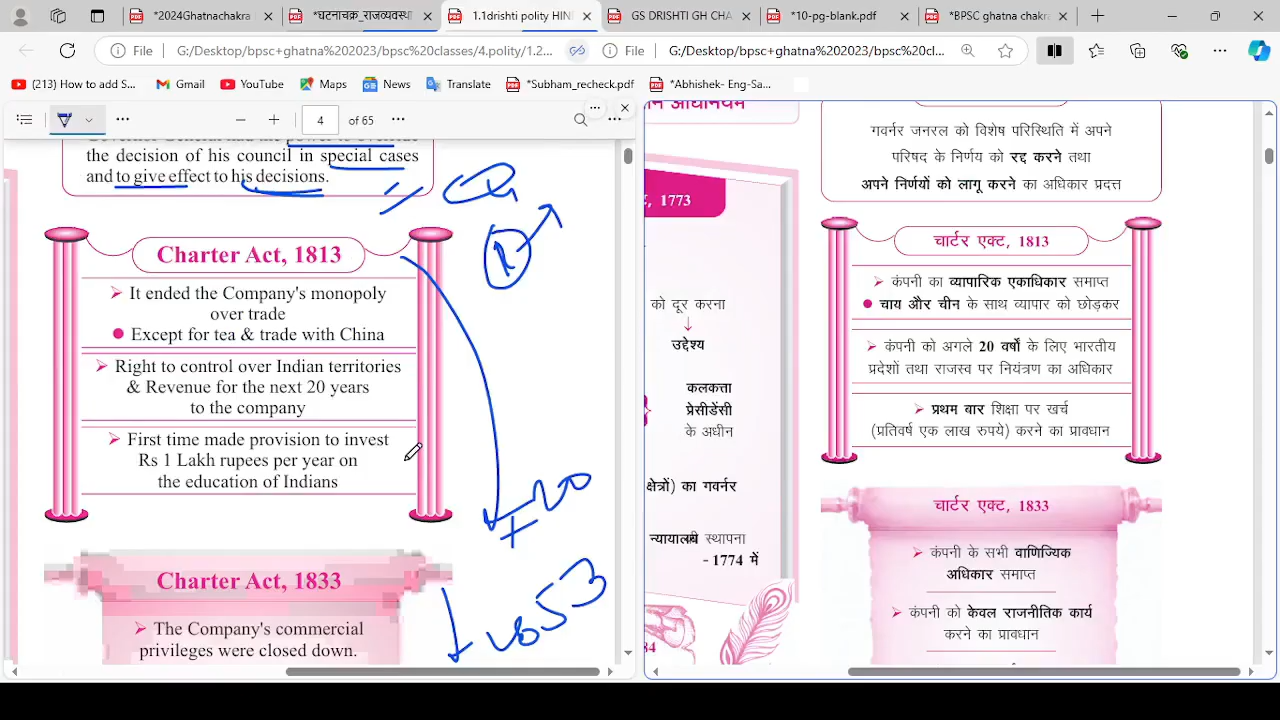 *2024Ghatnachakra
*घटनाचक्र_राजव्यवस्थ
1.1drishti polity HINI
GS DRISHTI GH CHA
*10-pg-blank.pdf
*BPSC ghatna chakra
File G:/Desktop/bpsc+ghatna%202023/bpsc%20classes/4.polity/1.2...
File G:/Desktop/bpsc+ghatna%202023/bpsc%20cl...
(213) How to add S...
Gmail
YouTube
Maps
News
Translate
*Subham_recheck.pdf
*Abhishek- Eng-Sa...
4 of 65
the decision of his council in special cases
and to give effect to his decisions.
Charter Act, 1813
It ended the Company's monopoly
over trade
Except for tea & trade with China
Right to control over Indian territories
& Revenue for the next 20 years
to the company
First time made provision to invest
Rs 1 Lakh rupees per year on
the education of Indians
+20
1853
Charter Act, 1833
The Company's commercial
privileges were closed down.
, 1773
को दूर करना
उद्देश्य
कलकत्ता
प्रेसीडेंसी
के अधीन
क्षेत्रों) का गवर्नर
न्यायालय की स्थापना
- 1774 में
84
गवर्नर जनरल को विशेष परिस्थिति में अपने
परिषद के निर्णय को रद्द करने तथा
अपने निर्णयों को लागू करने का अधिकार प्रदत्त
चार्टर एक्ट, 1813
कंपनी का व्यापारिक एकाधिकार समाप्त
चाय और चीन के साथ व्यापार को छोड़कर
कंपनी को अगले 20 वर्षों के लिए भारतीय
प्रदेशों तथा राजस्व पर नियंत्रण का अधिकार
प्रथम बार शिक्षा पर खर्च
(प्रतिवर्ष एक लाख रुपये) करने का प्रावधान
चार्टर एक्ट, 1833
कंपनी के सभी वाणिज्यिक
अधिकार समाप्त
कंपनी को केवल राजनीतिक कार्य
करने का प्रावधान